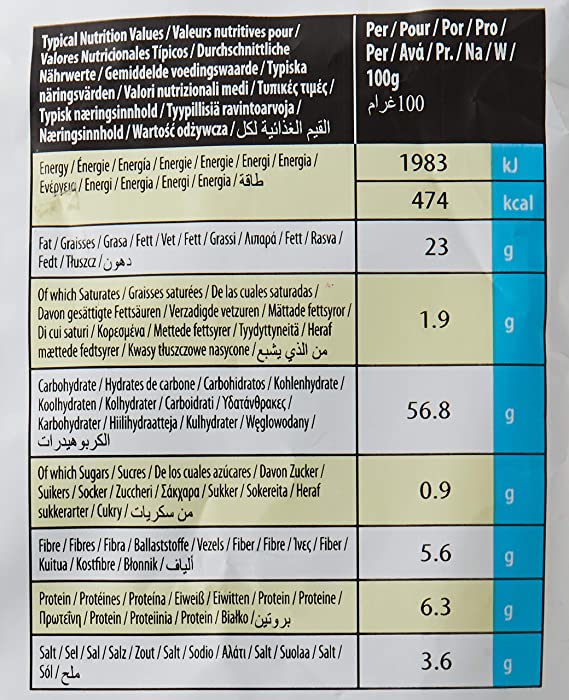 Typical Nutrition Values / Valeurs nutritives pour /
Valores Nutricionales Típicos / Durchschnittliche
Nährwerte / Gemiddelde voedingswaarde / Typiska
näringsvärden / Valori nutrizionali medi / Τυπικές τιμές /
Typisk næringsinnhold / Tyypillisiä ravintoarvoja /
Næringsinnhold / Wartość odżywcza / القيم الغذائية لكل
Per / Pour / Por / Pro /
Per / Ανά / Pr. / Na / W /
100g
100غرام
Energy / Énergie / Energía / Energie / Energie / Energi / Energia /
Ενέργεια / Energi / Energia / Energi / Energia / طاقة
1983 kJ
474 kcal
Fat / Graisses / Grasa / Fett / Vet / Fett / Grassi / Λιπαρά / Fett / Rasva /
Fedt / Tłuszcz / دهون
23 g
Of which Saturates / Graisses saturées / De las cuales saturadas /
Davon gesättigte Fettsäuren / Verzadigde vetzuren / Mättade fettsyror /
Di cui saturi / Κορεσμένα / Mettede fettsyrer / Tyydyttyneitä / Heraf
mættede fedtsyrer / Kwasy tłuszczowe nasycone / من الذي يشبع
1.9 g
Carbohydrate / Hydrates de carbone / Carbohidratos / Kohlenhydrate /
Koolhydraten / Kolhydrater / Carboidrati / Υδατάνθρακες /
Karbohydrater / Hiilihydraatteja / Kulhydrater / Węglowodany /
الكربوهيدرات
56.8 g
Of which Sugars / Sucres / De los cuales azúcares / Davon Zucker /
Suikers / Socker / Zuccheri / Σάκχαρα / Sukker / Sokereita / Heraf
sukkerarter / Cukry / من سكريات
0.9 g
Fibre / Fibres / Fibra / Ballaststoffe / Vezels / Fiber / Fibre / Ίνες / Fiber /
Kuitua / Kostfibre / Błonnik / ألياف
5.6 g
Protein / Protéines / Proteína / Eiweiß / Eiwitten / Protein / Proteine /
Πρωτεΐνη / Protein / Proteiinia / Protein / Białko / بروتين
6.3 g
Salt / Sel / Sal / Salz / Zout / Salt / Sodio / Αλάτι / Salt / Suolaa / Salt /
Sól / ملح
3.6 g